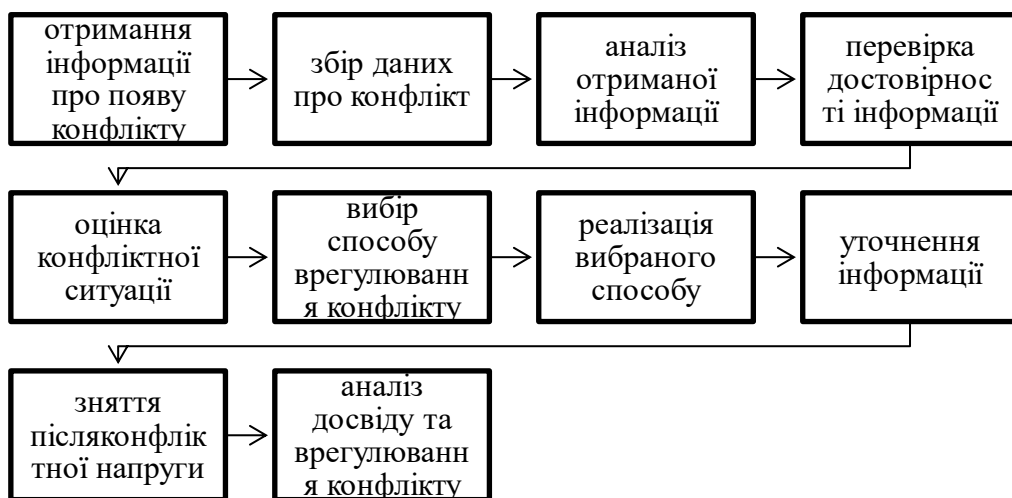 отримання
інформації
про появу
конфлікту
збір даних
про конфлікт
аналіз
отриманої
інформації
перевірка
достовірнос
ті інформації
оцінка
конфліктної
ситуації
вибір
способу
врегулюванн
я конфлікту
реалізація
вибраного
способу
уточнення
інформації
зняття
післяконфлік
тної напруги
аналіз
досвіду та
врегулюванн
я конфлікту